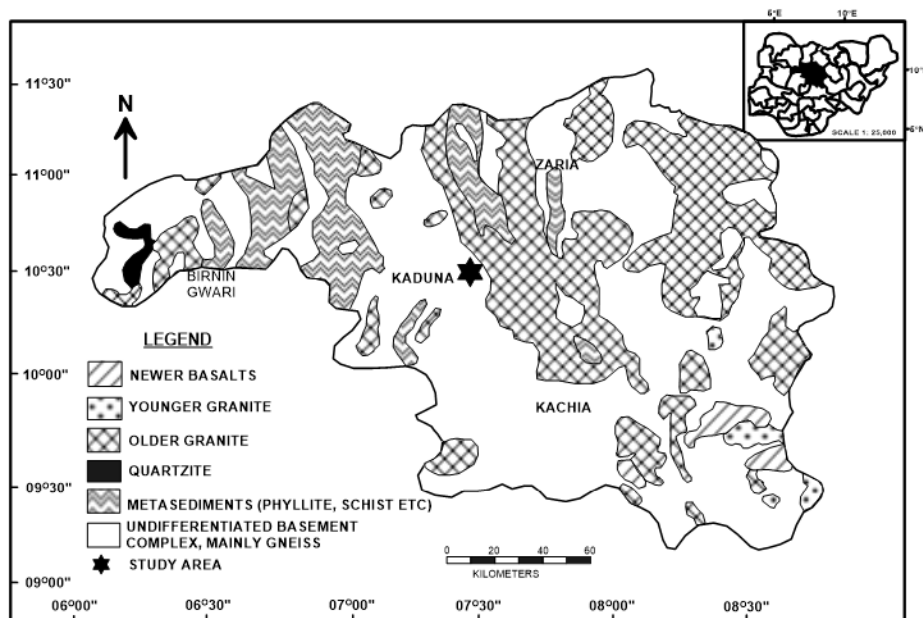 6°E 10°E
10°
5°N
SCALE 1: 25,000
11°30"
N
11°00"
ZARIA
10°30"
KADUNA
BIRNIN
GWARI
LEGEND
10°00"
NEWER BASALTS
YOUNGER GRANITE
KACHIA
OLDER GRANITE
QUARTZITE
09°30"
METASEDIMENTS (PHYLLITE, SCHIST ETC)
UNDIFFERENTIATED BASEMENT
COMPLEX, MAINLY GNEISS
STUDY AREA
0 20 40 60
KILOMETERS
09°00"
06°00" 06°30" 07°00" 07°30" 08°00" 08°30"